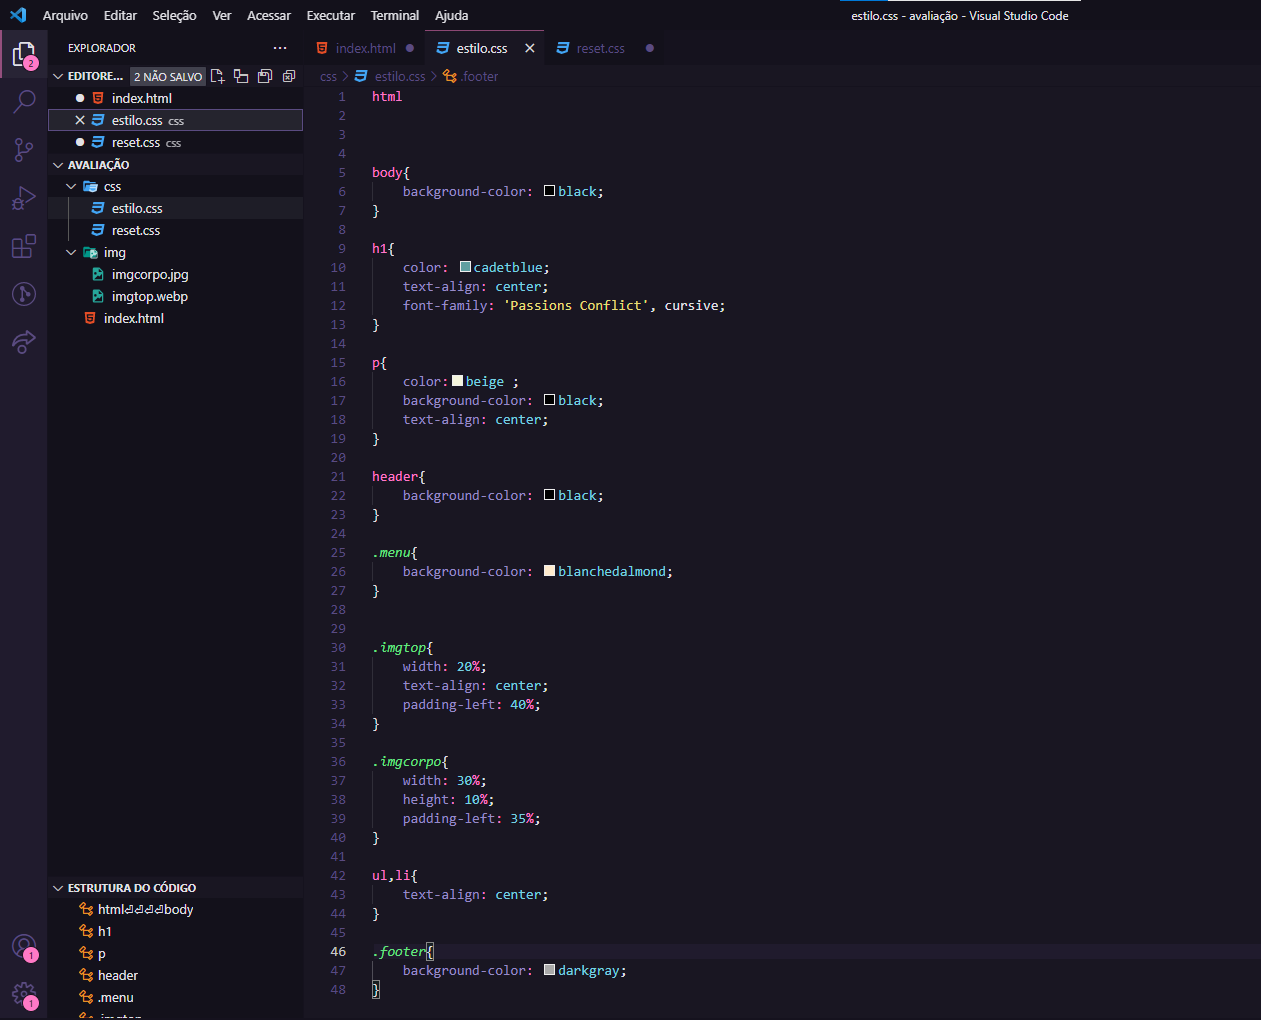 Arquivo Editar Seleção Ver Acessar Executar Terminal Ajuda
estilo.css - avaliação - Visual Studio Code
EXPLORADOR
index.html
estilo.css
reset.css
EDITORE... 2 NÃO SALVO
css > estilo.css > .footer
index.html
estilo.css css
reset.css css
AVALIAÇÃO
css
estilo.css
reset.css
img
imgcorpo.jpg
imgtop.webp
index.html
2
ESTRUTURA DO CÓDIGO
html⏎⏎⏎⏎body
h1
p
header
.menu
.imgtop
1
1
1 html
2
3
4
5 body{
6 background-color: black;
7 }
8
9 h1{
10 color: cadetblue;
11 text-align: center;
12 font-family: 'Passions Conflict', cursive;
13 }
14
15 p{
16 color: beige ;
17 background-color: black;
18 text-align: center;
19 }
20
21 header{
22 background-color: black;
23 }
24
25 .menu{
26 background-color: blanchedalmond;
27 }
28
29
30 .imgtop{
31 width: 20%;
32 text-align: center;
33 padding-left: 40%;
34 }
35
36 .imgcorpo{
37 width: 30%;
38 height: 10%;
39 padding-left: 35%;
40 }
41
42 ul,li{
43 text-align: center;
44 }
45
46 .footer{
47 background-color: darkgray;
48 }